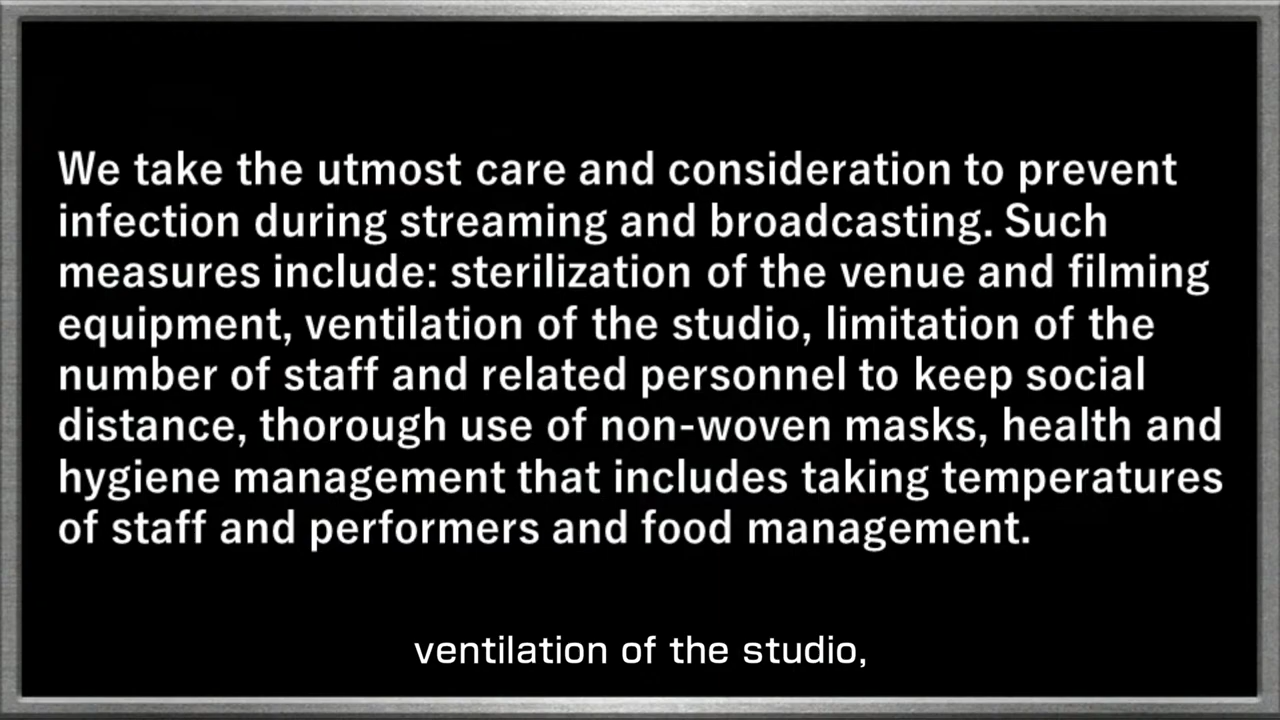 We take the utmost care and consideration to prevent
infection during streaming and broadcasting. Such
measures include: sterilization of the venue and filming
equipment, ventilation of the studio, limitation of the
number of staff and related personnel to keep social
distance, thorough use of non-woven masks, health and
hygiene management that includes taking temperatures
of staff and performers and food management.
ventilation of the studio,